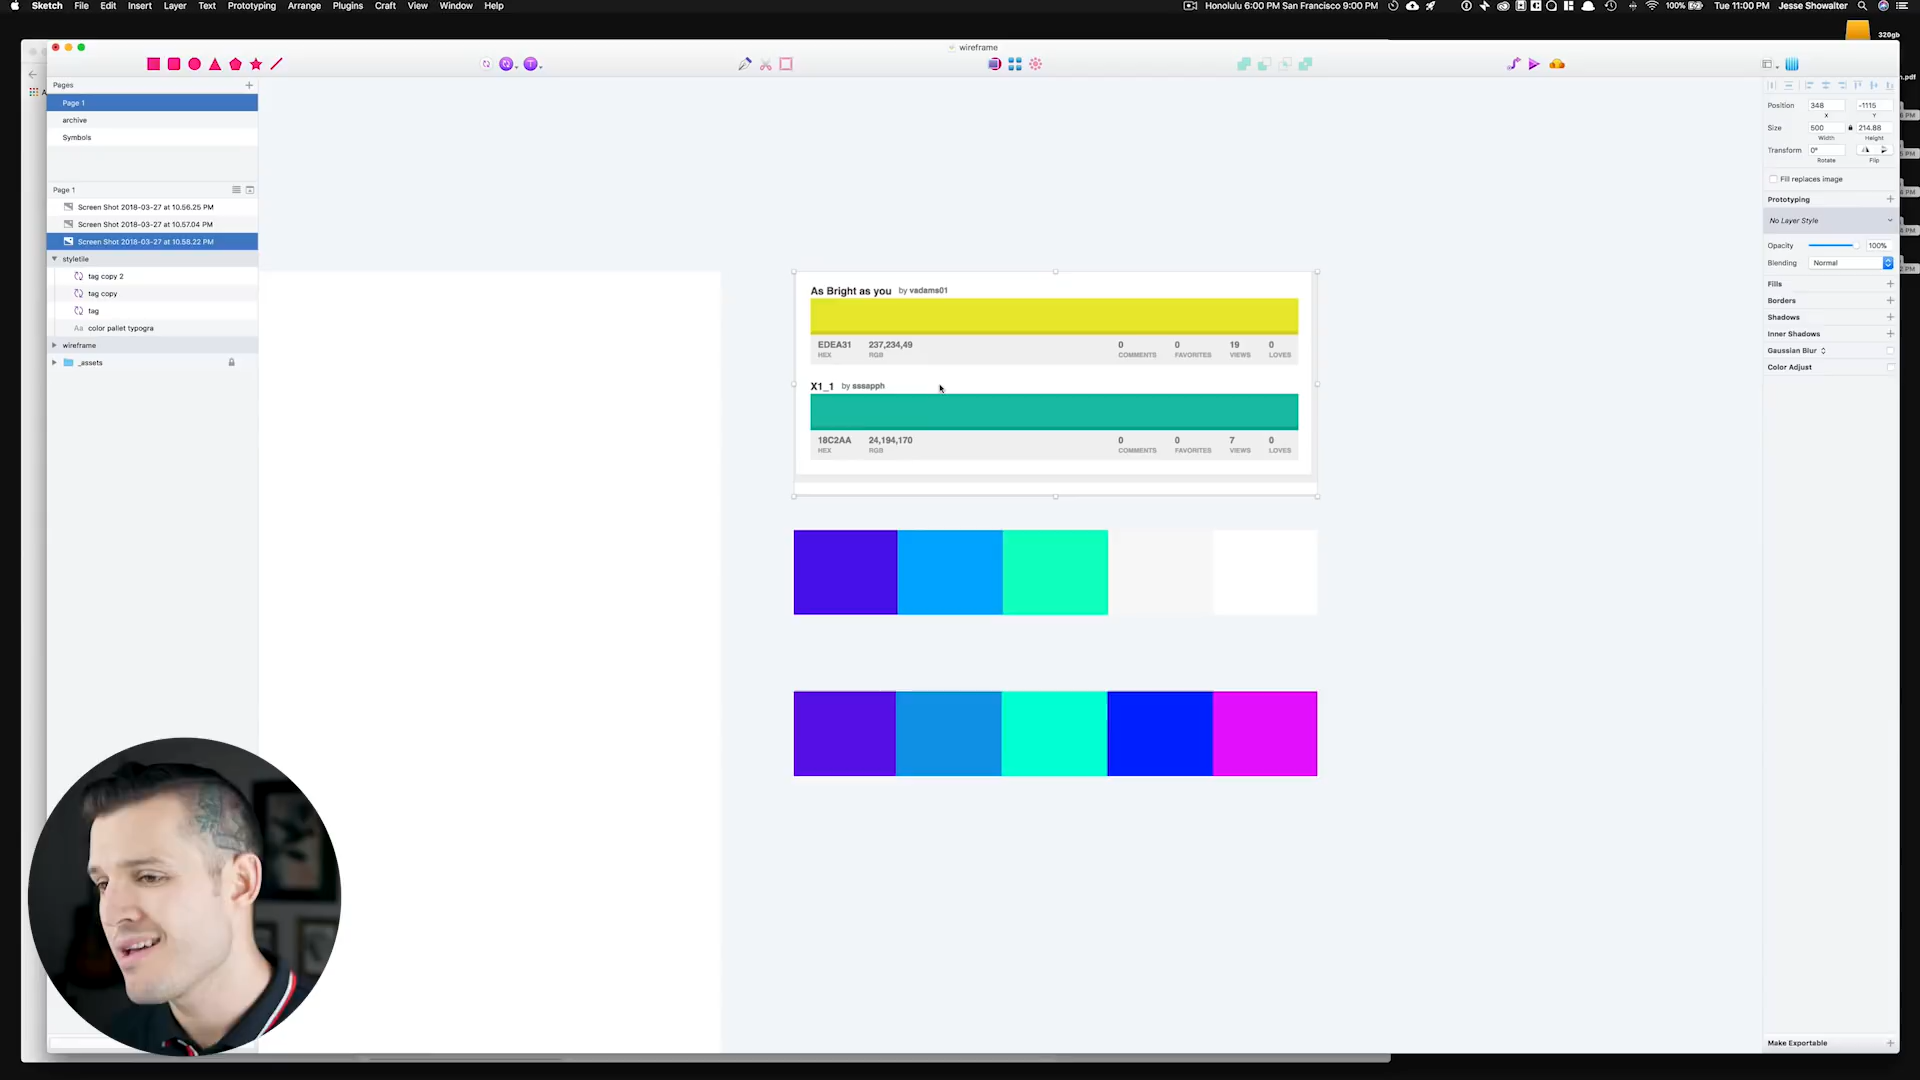 Sketch File Edit Insert Layer Text Prototyping Arrange Plugins Craft View Window Help
Honolulu 6:00 PM San Francisco 9:00 PM 100% Tue 11:00 PM Jesse Showalter
320gb
wireframe
Pages
Page 1
archive
Symbols
Page 1
Screen Shot 2018-03-27 at 10.56.25 PM
Screen Shot 2018-03-27 at 10.57.04 PM
Screen Shot 2018-03-27 at 10.58.22 PM
styletile
tag copy 2
tag copy
tag
Aa color pallet typogra
wireframe
_assets
As Bright as you by vadams01
EDEA31 237,234,49 0 0 19 0
HEX RGB COMMENTS FAVORITES VIEWS LOVES
X1_1 by sssapph
18C2AA 24,194,170 0 0 7 0
HEX RGB COMMENTS FAVORITES VIEWS LOVES
Position 348 -1115
X Y
Size 500 214.88
Width Height
Transform 0°
Rotate Flip
Fill replaces image
Prototyping
No Layer Style
Opacity 100%
Blending Normal
Fills
Borders
Shadows
Inner Shadows
Gaussian Blur
Color Adjust
Make Exportable